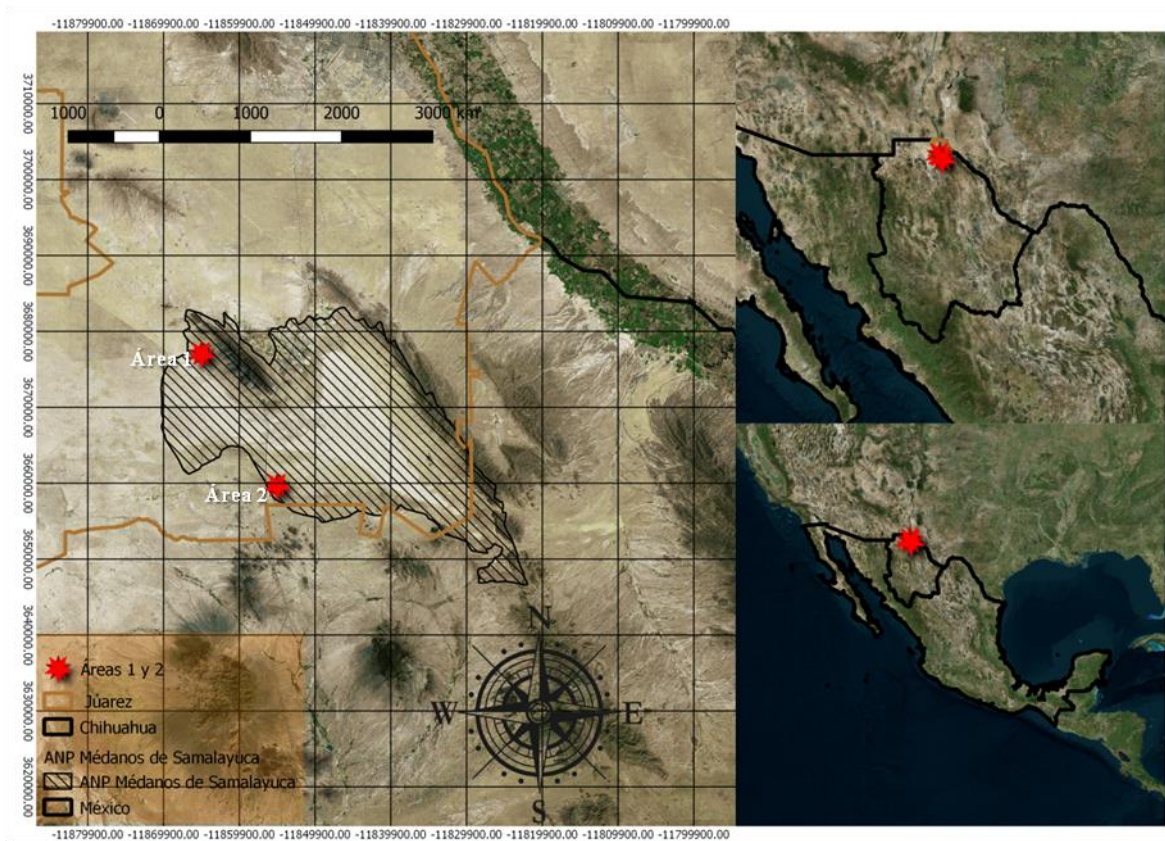 -11879900.00 -11869900.00 -11859900.00 -11849900.00 -11839900.00 -11829900.00 -11819900.00 -11809900.00 -11799900.00
3710000.00
1000 0 1000 2000 3000 km
3700000.00
3690000.00
3680000.00
Área 1
3670000.00
3660000.00
Área 2
3650000.00
3640000.00
N
Áreas 1 y 2
Júarez
3630000.00
W E
Chihuahua
ANP Médanos de Samalayuca
ANP Médanos de Samalayuca
3620000.00
México
S
-11879900.00 -11869900.00 -11859900.00 -11849900.00 -11839900.00 -11829900.00 -11819900.00 -11809900.00 -11799900.00